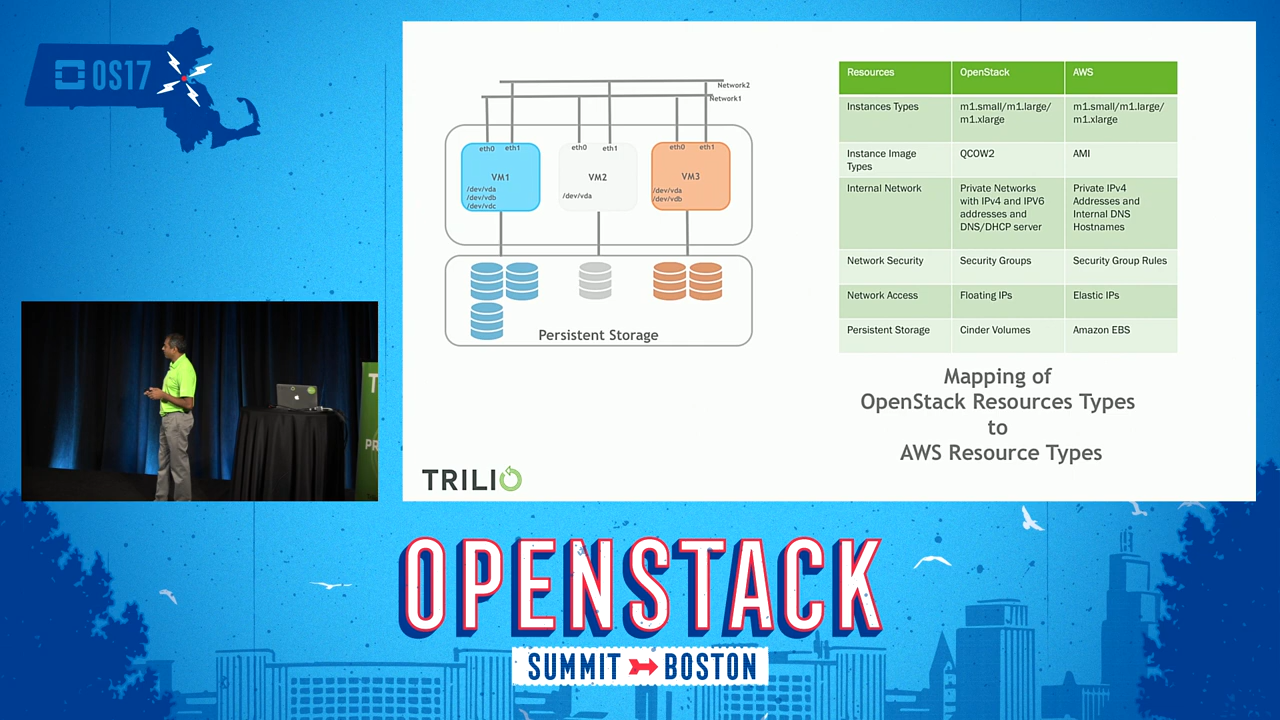 OS17
Network2
Network1
eth0 eth1 eth0 eth1 eth0 eth1
VM1 VM2 VM3
/dev/vda
/dev/vdb
/dev/vdc
/dev/vda
/dev/vda
/dev/vdb
Persistent Storage
Resources OpenStack AWS
Instances Types m1.small/m1.large/ m1.small/m1.large/
m1.xlarge m1.xlarge
Instance Image QCOW2 AMI
Types
Internal Network Private Networks Private IPv4
with IPv4 and IPV6 Addresses and
addresses and Internal DNS
DNS/DHCP server Hostnames
Network Security Security Groups Security Group Rules
Network Access Floating IPs Elastic IPs
Persistent Storage Cinder Volumes Amazon EBS
Mapping of
OpenStack Resources Types
to
AWS Resource Types
TRILIO
OPENSTACK
SUMMIT BOSTON